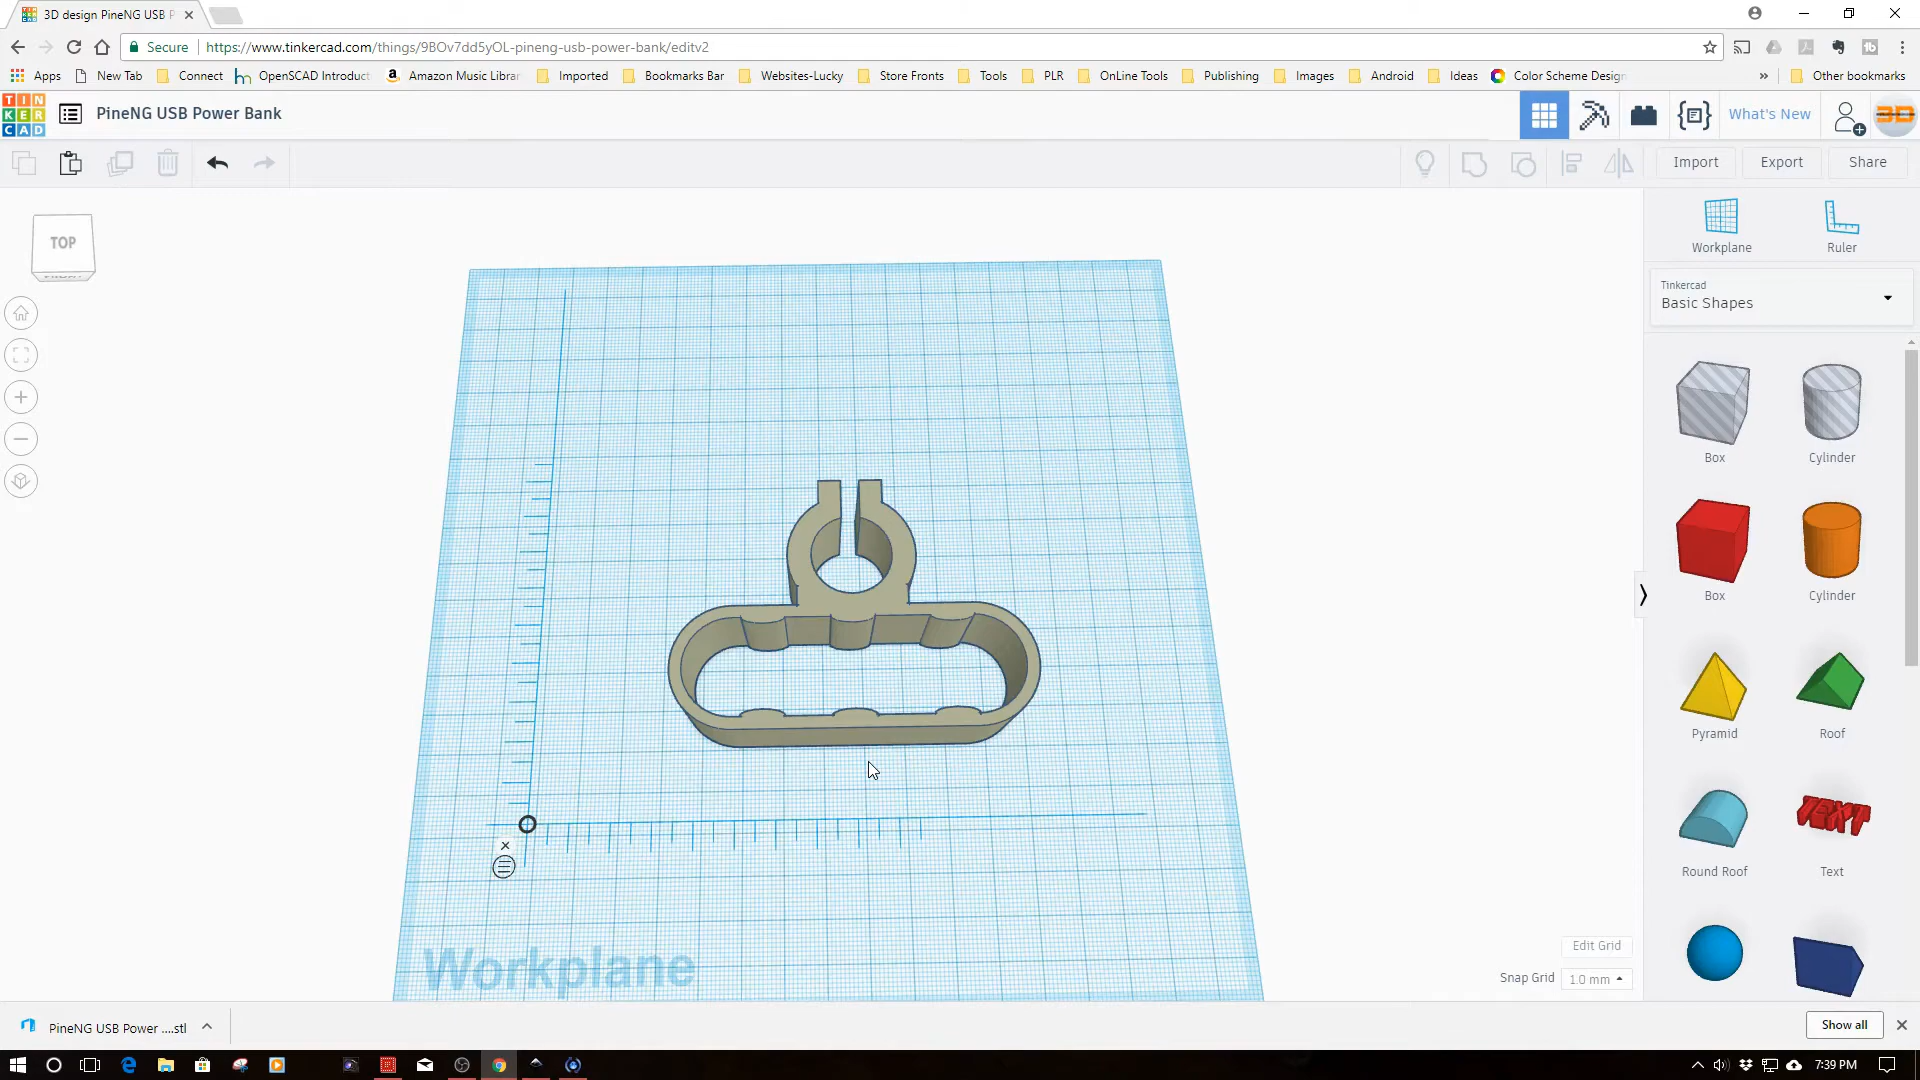 3D design PineNG USB P
Secure https://www.tinkercad.com/things/9BOv7dd5yOL-pineng-usb-power-bank/editv2
Apps New Tab Connect OpenSCAD Introduct Amazon Music Librar Imported Bookmarks Bar Websites-Lucky Store Fronts Tools PLR OnLine Tools Publishing Images Android Ideas Color Scheme Desig » Other bookmarks
TIN
KER
CAD
PineNG USB Power Bank
What's New
3D
Import Export Share
TOP
Workplane Ruler
Tinkercad
Basic Shapes
Box Cylinder
Box Cylinder
Pyramid Roof
TEXT
Round Roof Text
Workplane
Edit Grid
Snap Grid 1.0 mm
PineNG USB Power ....stl
Show all
7:39 PM